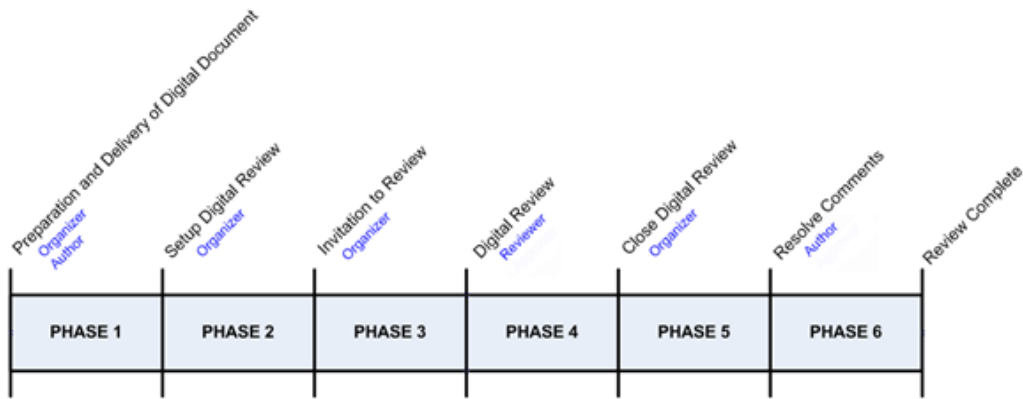 Preparation and Delivery of Digital Document
Organizer
Author
Setup Digital Review
Organizer
Invitation to Review
Organizer
Digital Review
Reviewer
Close Digital Review
Organizer
Resolve Comments
Author
Review Complete
PHASE 1
PHASE 2
PHASE 3
PHASE 4
PHASE 5
PHASE 6